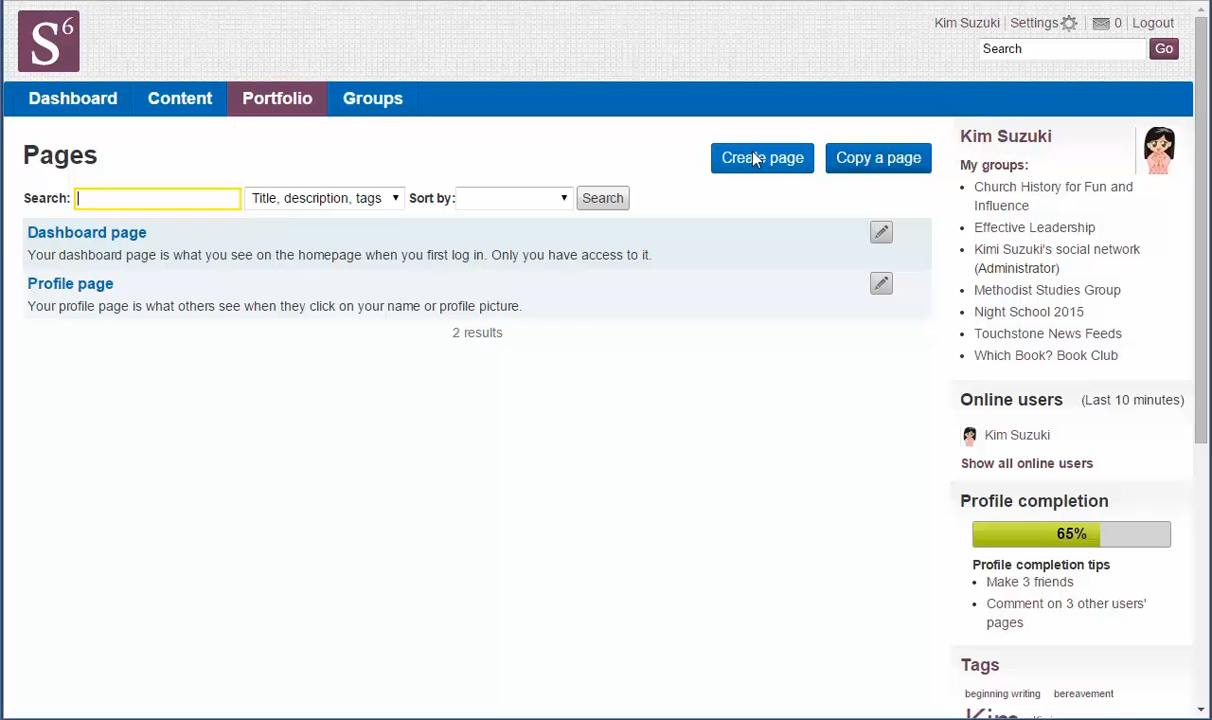 S6
Kim Suzuki Settings 0 Logout
Search Go
Dashboard Content Portfolio Groups
Pages
Create page Copy a page
Search: Title, description, tags Sort by: Search
Dashboard page
Your dashboard page is what you see on the homepage when you first log in. Only you have access to it.
Profile page
Your profile page is what others see when they click on your name or profile picture.
2 results
Kim Suzuki
My groups:
Church History for Fun and
Influence
Effective Leadership
Kimi Suzuki's social network
(Administrator)
Methodist Studies Group
Night School 2015
Touchstone News Feeds
Which Book? Book Club
Online users (Last 10 minutes)
Kim Suzuki
Show all online users
Profile completion
65%
Profile completion tips
Make 3 friends
Comment on 3 other users'
pages
Tags
beginning writing bereavement
Kim